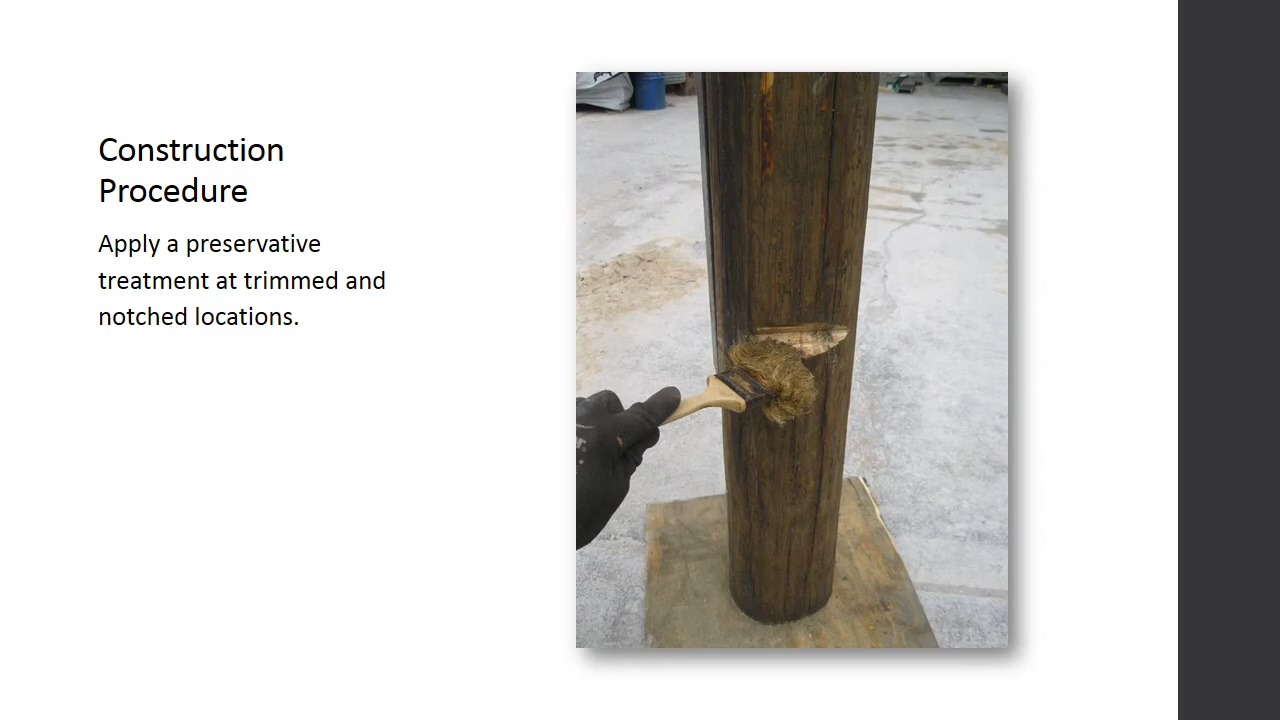 Construction
Procedure
Apply a preservative
treatment at trimmed and
notched locations.